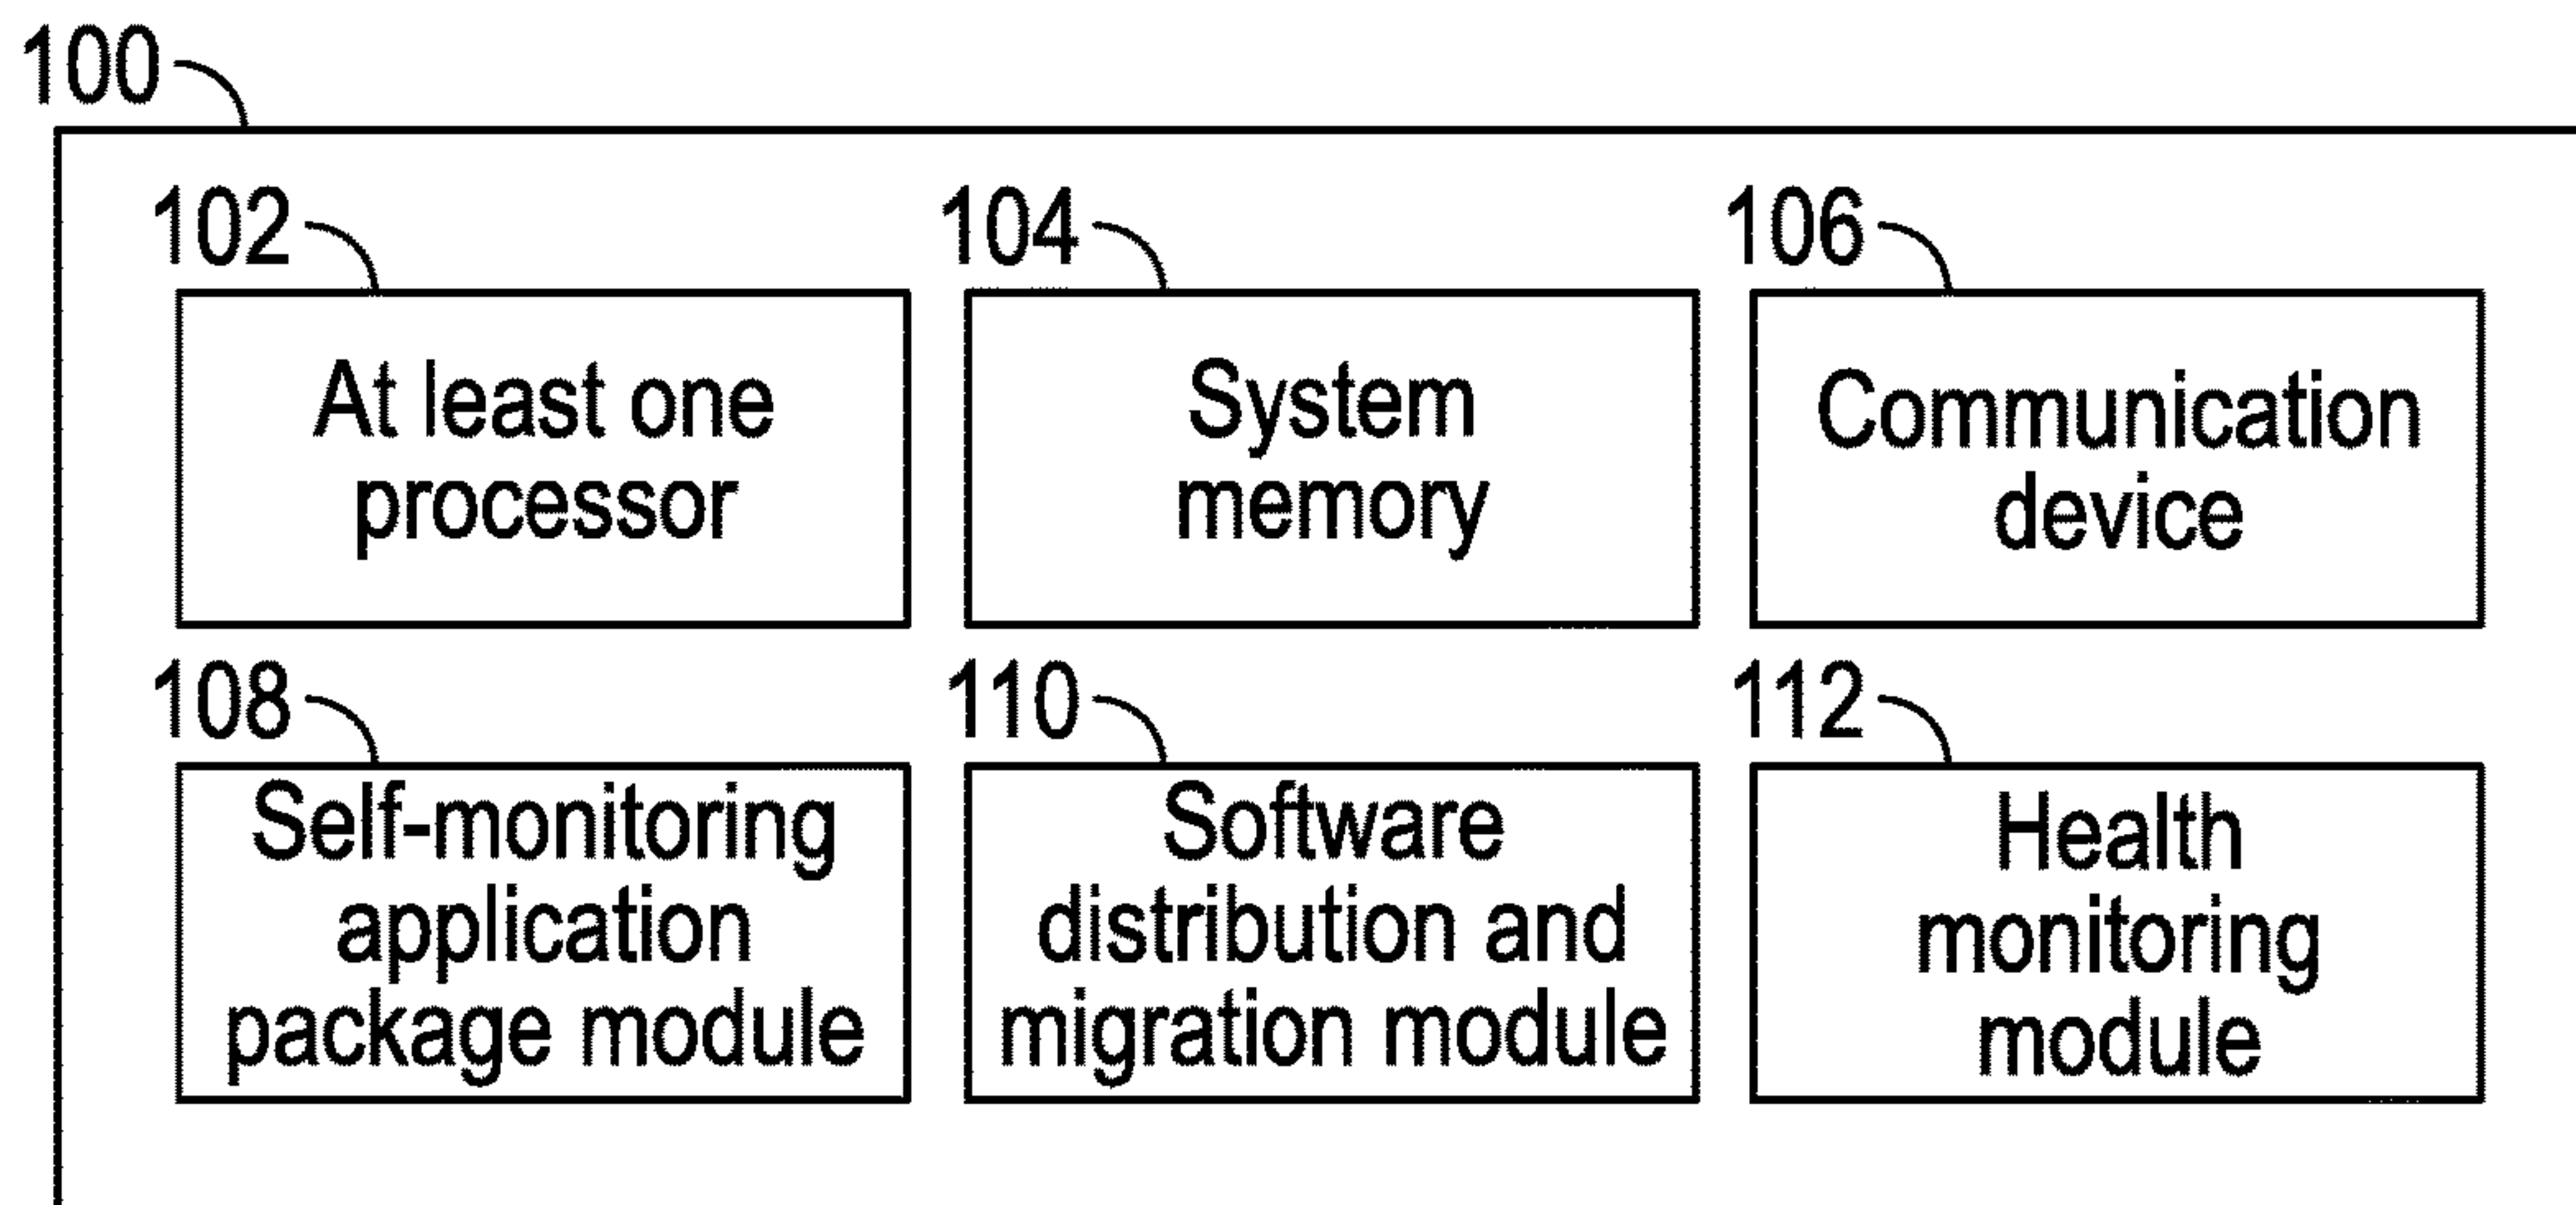 100
102
At least one
processor
104
System
memory
106
Communication
device
108
Self-monitoring
application
package module
110
Software
distribution and
migration module
112
Health
monitoring
module